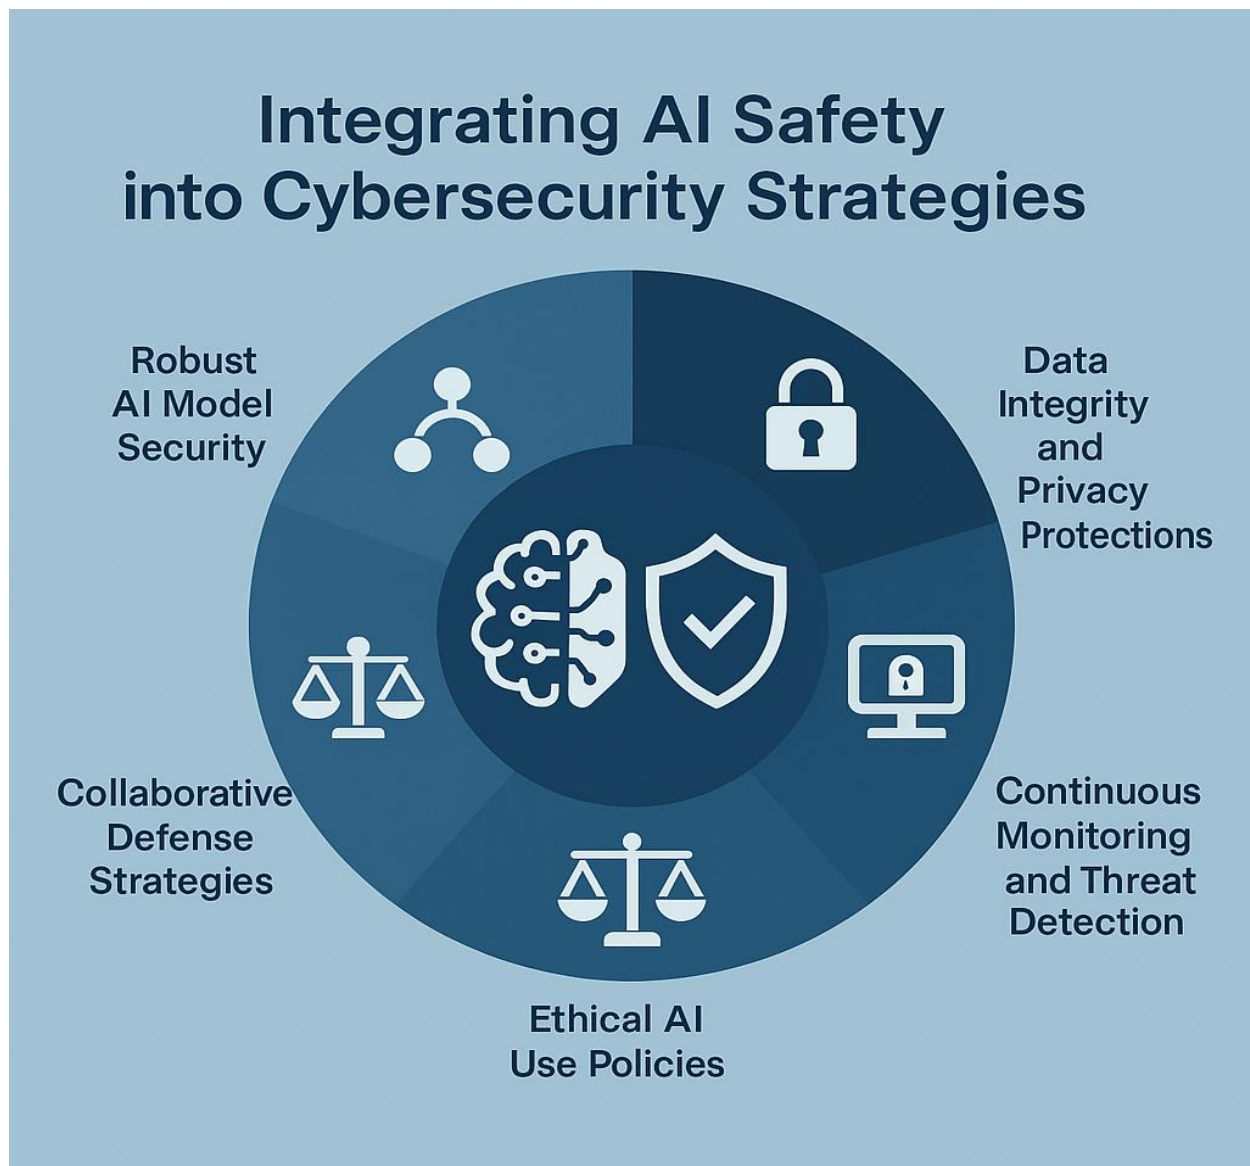 Integrating AI Safety
into Cybersecurity Strategies
Robust
AI Model
Security
Data
Integrity
and
Privacy
Protections
Collaborative
Defense
Strategies
Continuous
Monitoring
and Threat
Detection
Ethical AI
Use Policies